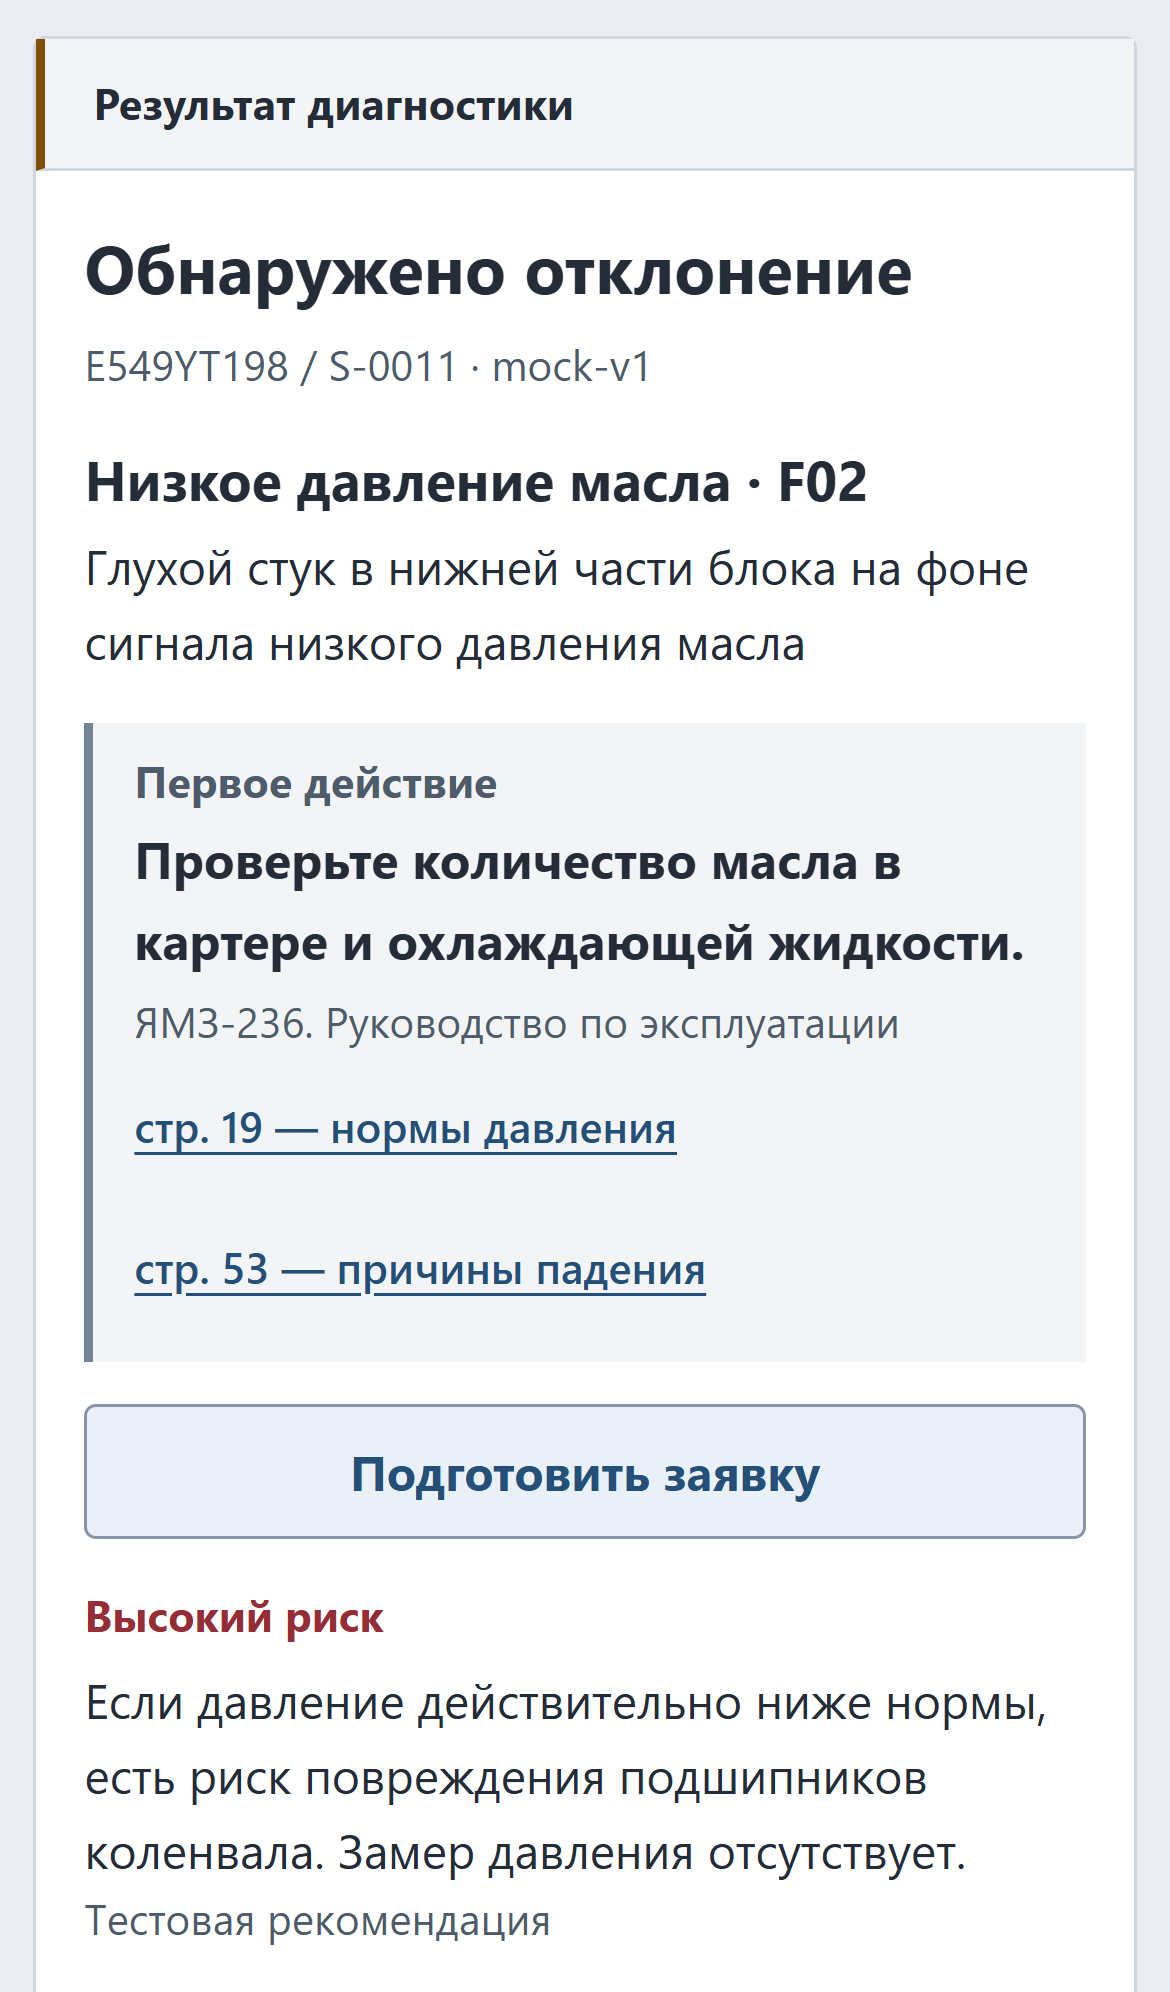 Результат диагностики
Обнаружено отклонение
E549YT198 / S-0011 · mock-v1
Низкое давление масла · F02
Глухой стук в нижней части блока на фоне
сигнала низкого давления масла
Первое действие
Проверьте количество масла в
картере и охлаждающей жидкости.
ЯМЗ-236. Руководство по эксплуатации
стр. 19 — нормы давления
стр. 53 — причины падения
Подготовить заявку
Высокий риск
Если давление действительно ниже нормы,
есть риск повреждения подшипников
коленвала. Замер давления отсутствует.
Тестовая рекомендация